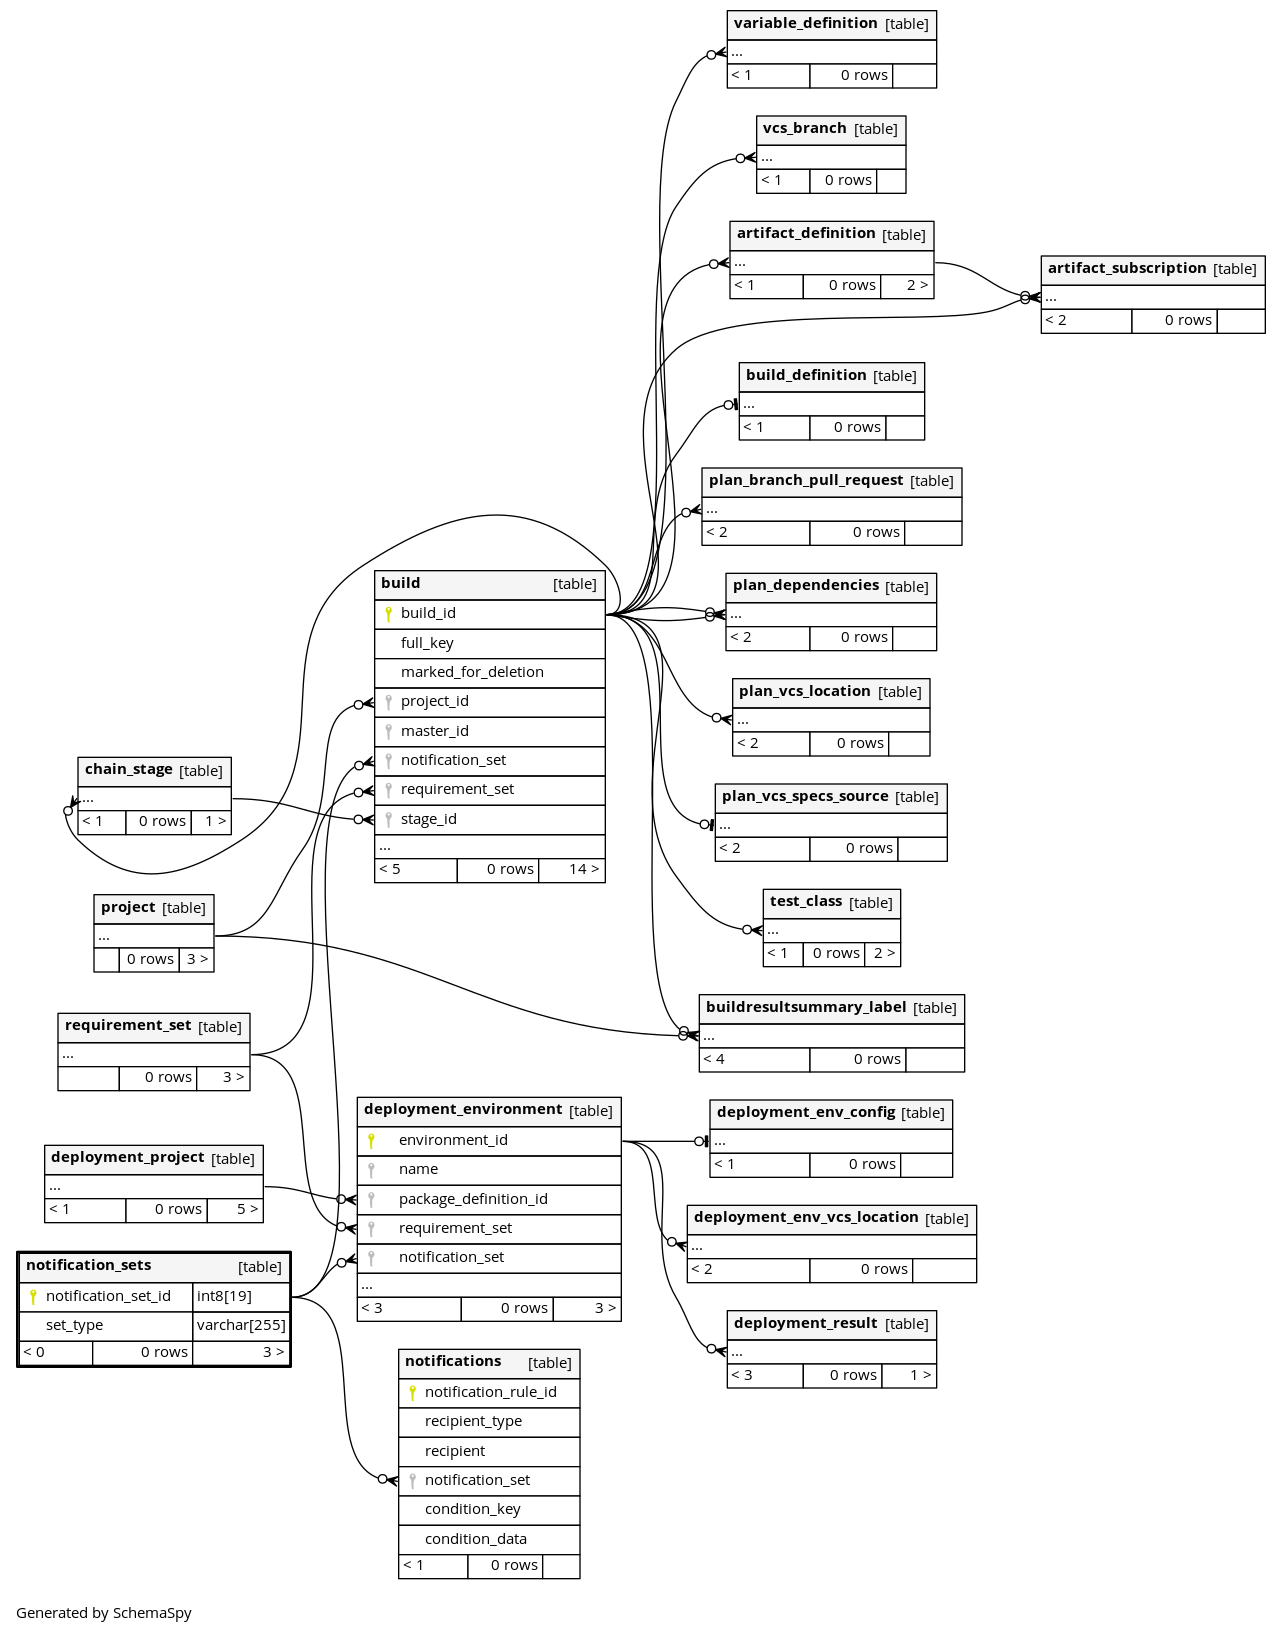 variable_definition [table]
...
< 1 0 rows
vcs_branch [table]
...
< 1 0 rows
artifact_definition [table]
...
< 1 0 rows 2 >
artifact_subscription [table]
...
< 2 0 rows
build_definition [table]
...
< 1 0 rows
plan_branch_pull_request [table]
...
< 2 0 rows
build [table]
build_id
full_key
marked_for_deletion
project_id
master_id
notification_set
requirement_set
stage_id
...
< 5 0 rows 14 >
plan_dependencies [table]
...
< 2 0 rows
plan_vcs_location [table]
...
< 2 0 rows
chain_stage [table]
...
< 1 0 rows 1 >
plan_vcs_specs_source [table]
...
< 2 0 rows
project [table]
...
0 rows 3 >
test_class [table]
...
< 1 0 rows 2 >
requirement_set [table]
...
0 rows 3 >
buildresultsummary_label [table]
...
< 4 0 rows
deployment_environment [table]
environment_id
name
package_definition_id
requirement_set
notification_set
...
< 3 0 rows 3 >
deployment_env_config [table]
...
< 1 0 rows
deployment_project [table]
...
< 1 0 rows 5 >
deployment_env_vcs_location [table]
...
< 2 0 rows
notification_sets [table]
notification_set_id int8[19]
set_type varchar[255]
< 0 0 rows 3 >
deployment_result [table]
...
< 3 0 rows 1 >
notifications [table]
notification_rule_id
recipient_type
recipient
notification_set
condition_key
condition_data
< 1 0 rows
Generated by SchemaSpy